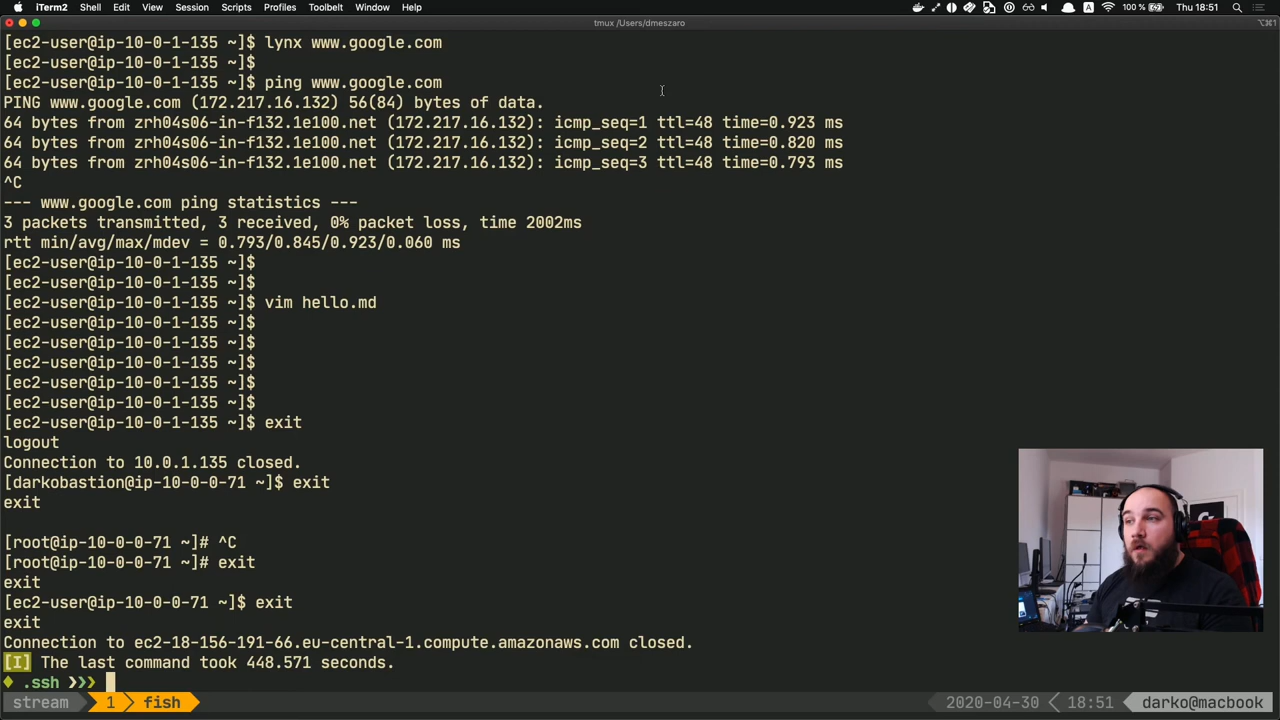 iTerm2 Shell Edit View Session Scripts Profiles Toolbelt Window Help 100 % Thu 18:51
tmux /Users/dmeszaro ⌥⌘1
[ec2-user@ip-10-0-1-135 ~]$ lynx www.google.com
[ec2-user@ip-10-0-1-135 ~]$
[ec2-user@ip-10-0-1-135 ~]$ ping www.google.com
PING www.google.com (172.217.16.132) 56(84) bytes of data.
64 bytes from zrh04s06-in-f132.1e100.net (172.217.16.132): icmp_seq=1 ttl=48 time=0.923 ms
64 bytes from zrh04s06-in-f132.1e100.net (172.217.16.132): icmp_seq=2 ttl=48 time=0.820 ms
64 bytes from zrh04s06-in-f132.1e100.net (172.217.16.132): icmp_seq=3 ttl=48 time=0.793 ms
^C
--- www.google.com ping statistics ---
3 packets transmitted, 3 received, 0% packet loss, time 2002ms
rtt min/avg/max/mdev = 0.793/0.845/0.923/0.060 ms
[ec2-user@ip-10-0-1-135 ~]$
[ec2-user@ip-10-0-1-135 ~]$
[ec2-user@ip-10-0-1-135 ~]$ vim hello.md
[ec2-user@ip-10-0-1-135 ~]$
[ec2-user@ip-10-0-1-135 ~]$
[ec2-user@ip-10-0-1-135 ~]$
[ec2-user@ip-10-0-1-135 ~]$
[ec2-user@ip-10-0-1-135 ~]$
[ec2-user@ip-10-0-1-135 ~]$ exit
logout
Connection to 10.0.1.135 closed.
[darkobastion@ip-10-0-0-71 ~]$ exit
exit
[root@ip-10-0-0-71 ~]# ^C
[root@ip-10-0-0-71 ~]# exit
exit
[ec2-user@ip-10-0-0-71 ~]$ exit
exit
Connection to ec2-18-156-191-66.eu-central-1.compute.amazonaws.com closed.
[I] The last command took 448.571 seconds.
♦ .ssh ❯❯❯
stream 1 fish 2020-04-30 18:51 darko@macbook